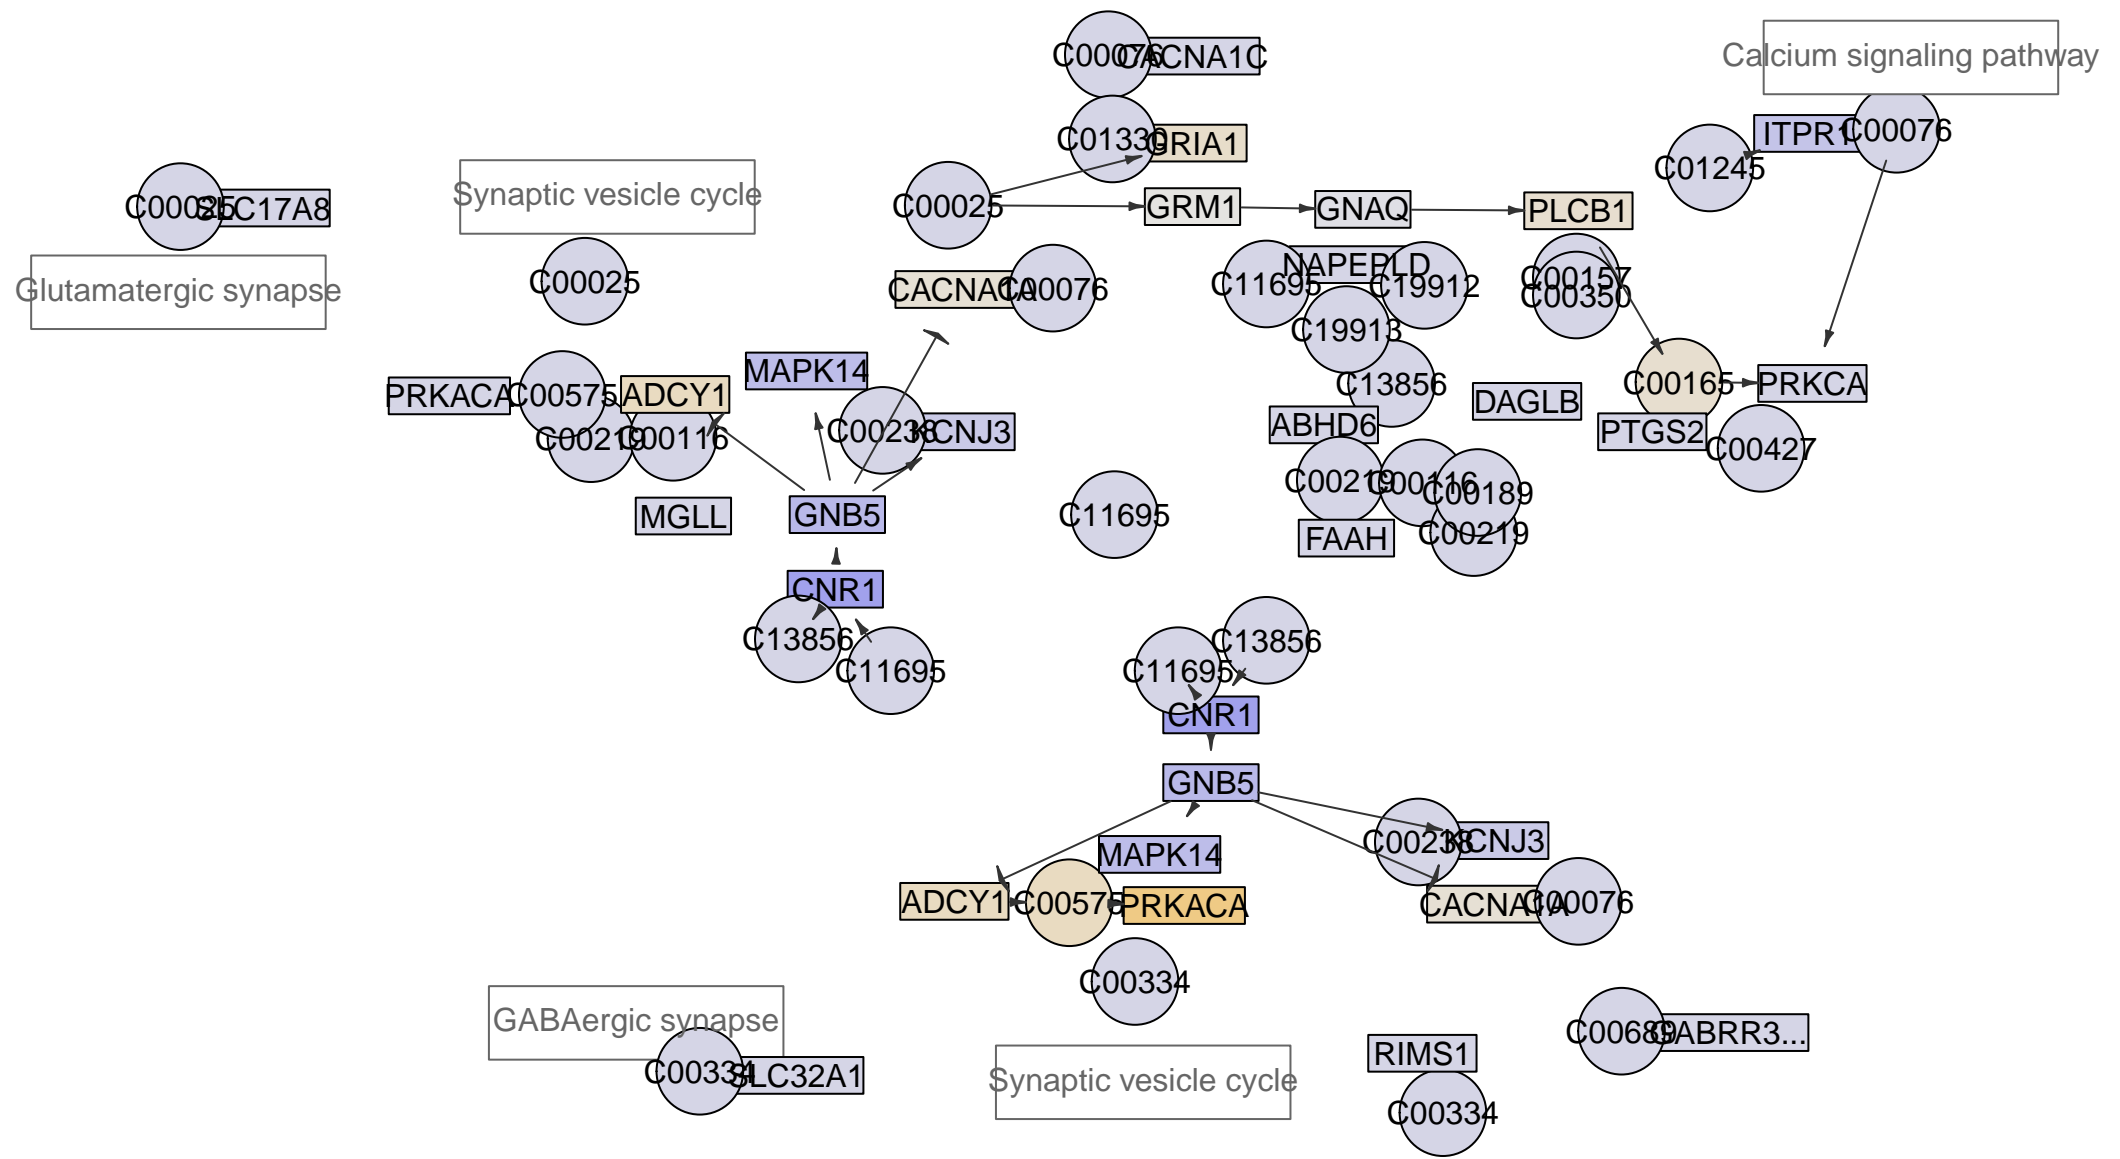 C00076
CACNA1C
Calcium signaling pathway
C01330
GRIA1
ITPR1
C00076
C01245
C00025
SLC17A8
Synaptic vesicle cycle
C00025
GRM1
GNAQ
PLCB1
Glutamatergic synapse
C00025
CACNA1A
C00076
C11695
NAPEPLD
C19912
C00157
C00350
C19913
MAPK14
C13856
C00165
PRKCA
PRKACA
C00575
ADCY1
DAGLB
C00219
C00116
C00238
KCNJ3
ABHD6
PTGS2
C00427
C00219
C00116
C00189
MGLL
GNB5
C11695
FAAH
C00219
CNR1
C13856
C11695
C13856
C11695
CNR1
GNB5
MAPK14
C00238
KCNJ3
ADCY1
C00575
PRKACA
CACNA1A
C00076
C00334
GABAergic synapse
C00689
GABRR3...
C00334
SLC32A1
Synaptic vesicle cycle
RIMS1
C00334